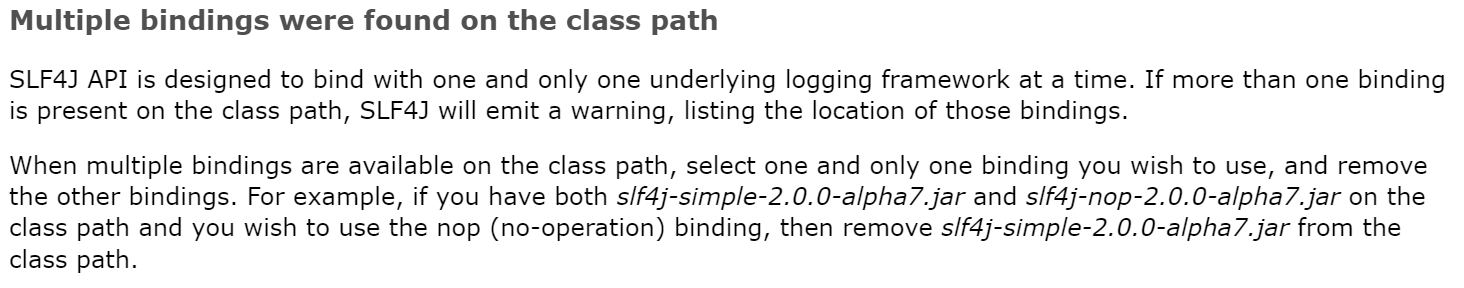 Multiple bindings were found on the class path
SLF4J API is designed to bind with one and only one underlying logging framework at a time. If more than one binding
is present on the class path, SLF4J will emit a warning, listing the location of those bindings.
When multiple bindings are available on the class path, select one and only one binding you wish to use, and remove
the other bindings. For example, if you have both slf4j-simple-2.0.0-alpha7.jar and slf4j-nop-2.0.0-alpha7.jar on the
class path and you wish to use the nop (no-operation) binding, then remove slf4j-simple-2.0.0-alpha7.jar from the
class path.